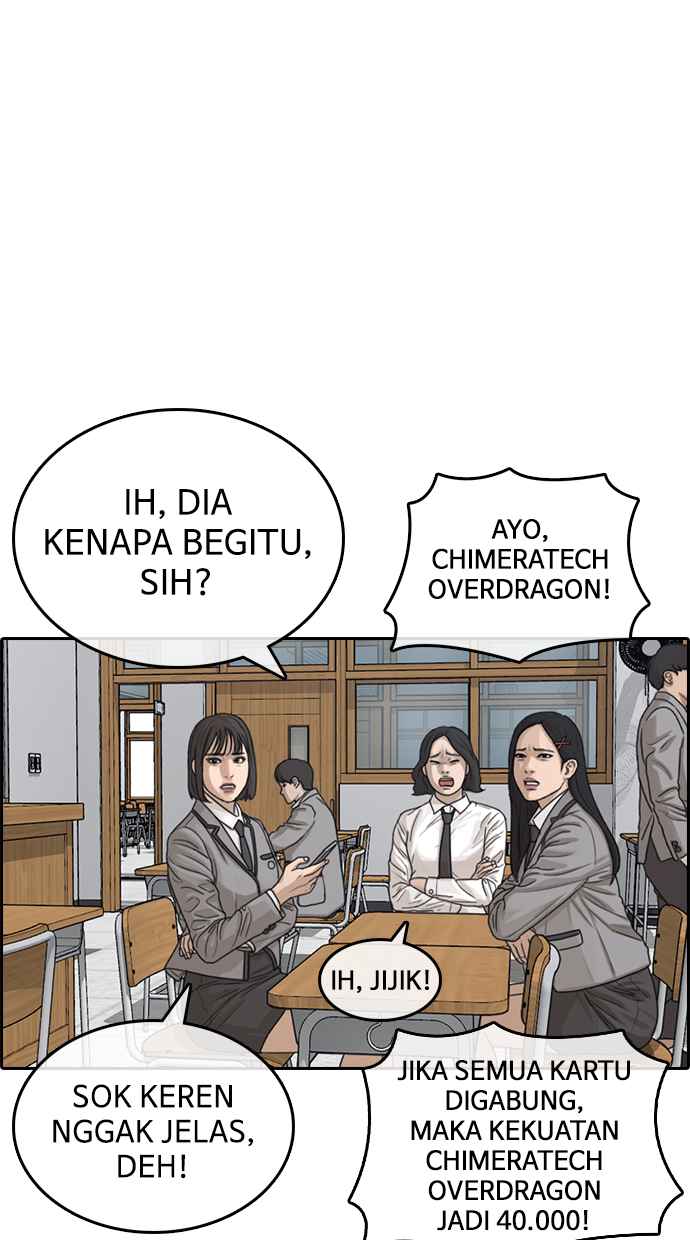 IH, DIA
KENAPA BEGITU,
SIH?
AYO,
CHIMERATECH
OVERDRAGON!
IH, JIJIK!
SOK KEREN
NGGAK JELAS,
DEH!
JIKA SEMUA KARTU
DIGABUNG,
MAKA KEKUATAN
CHIMERATECH
OVERDRAGON
JADI 40.000!